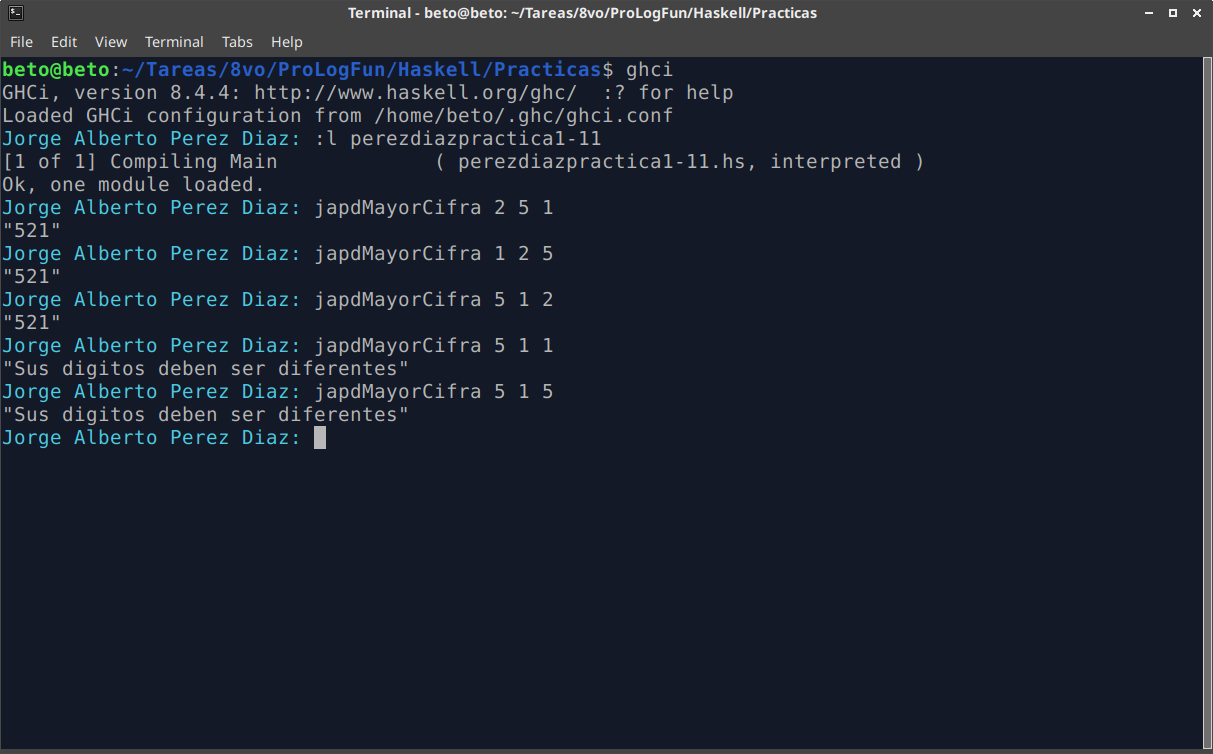 Terminal - beto@beto: ~/Tareas/8vo/ProLogFun/Haskell/Practicas
File Edit View Terminal Tabs Help
beto@beto:~/Tareas/8vo/ProLogFun/Haskell/Practicas$ ghci
GHCi, version 8.4.4: http://www.haskell.org/ghc/  :? for help
Loaded GHCi configuration from /home/beto/.ghc/ghci.conf
Jorge Alberto Perez Diaz: :l perezdiazpractica1-11
[1 of 1] Compiling Main             ( perezdiazpractica1-11.hs, interpreted )
Ok, one module loaded.
Jorge Alberto Perez Diaz: japdMayorCifra 2 5 1
"521"
Jorge Alberto Perez Diaz: japdMayorCifra 1 2 5
"521"
Jorge Alberto Perez Diaz: japdMayorCifra 5 1 2
"521"
Jorge Alberto Perez Diaz: japdMayorCifra 5 1 1
"Sus digitos deben ser diferentes"
Jorge Alberto Perez Diaz: japdMayorCifra 5 1 5
"Sus digitos deben ser diferentes"
Jorge Alberto Perez Diaz: